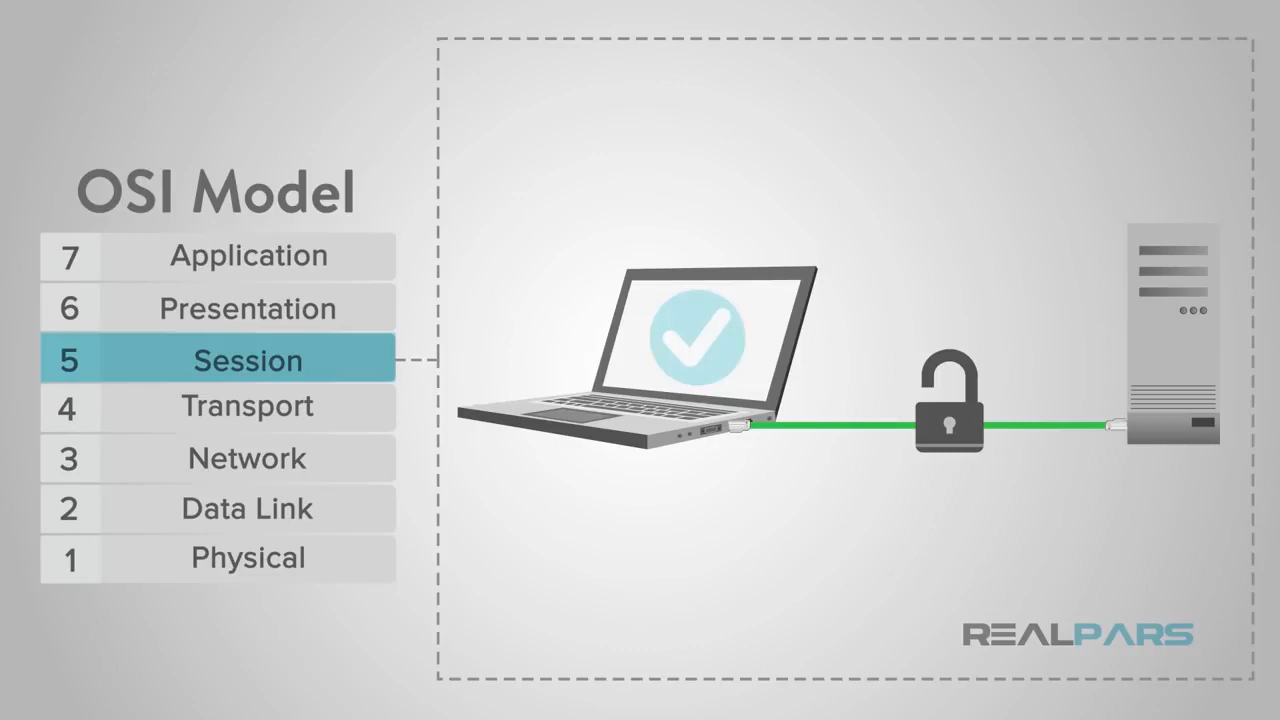 OSI Model
7 Application
6 Presentation
5 Session
4 Transport
3 Network
2 Data Link
1 Physical
REALPARS